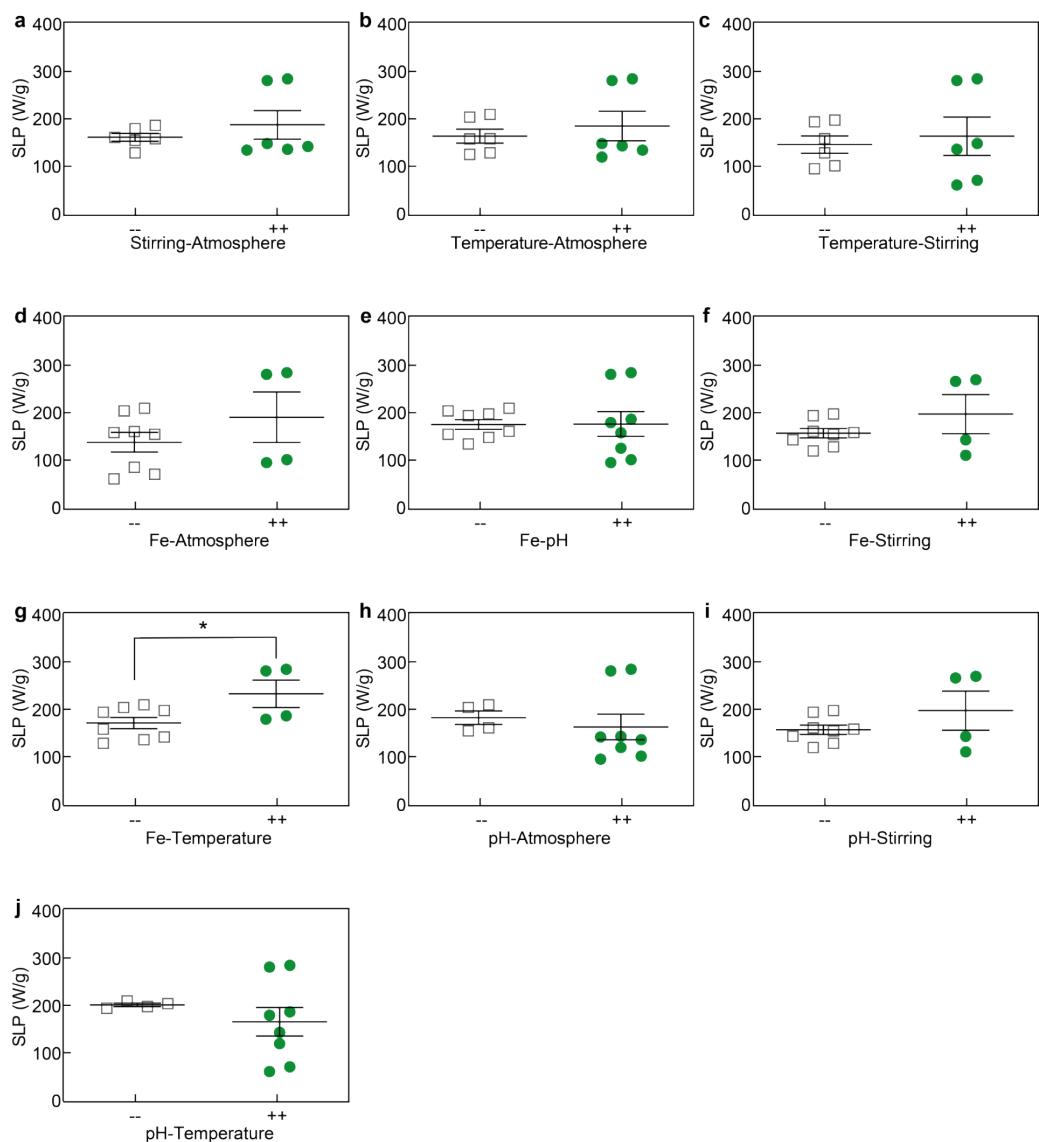 a
400
300
200
100
0
SLP (W/g)
-- ++
Stirring-Atmosphere
b
400
300
200
100
0
SLP (W/g)
-- ++
Temperature-Atmosphere
c
400
300
200
100
0
SLP (W/g)
-- ++
Temperature-Stirring
d
400
300
200
100
0
SLP (W/g)
-- ++
Fe-Atmosphere
e
400
300
200
100
0
SLP (W/g)
-- ++
Fe-pH
f
400
300
200
100
0
SLP (W/g)
-- ++
Fe-Stirring
g
400
300
200
100
0
SLP (W/g)
*
-- ++
Fe-Temperature
h
400
300
200
100
0
SLP (W/g)
-- ++
pH-Atmosphere
i
400
300
200
100
0
SLP (W/g)
-- ++
pH-Stirring
j
400
300
200
100
0
SLP (W/g)
-- ++
pH-Temperature